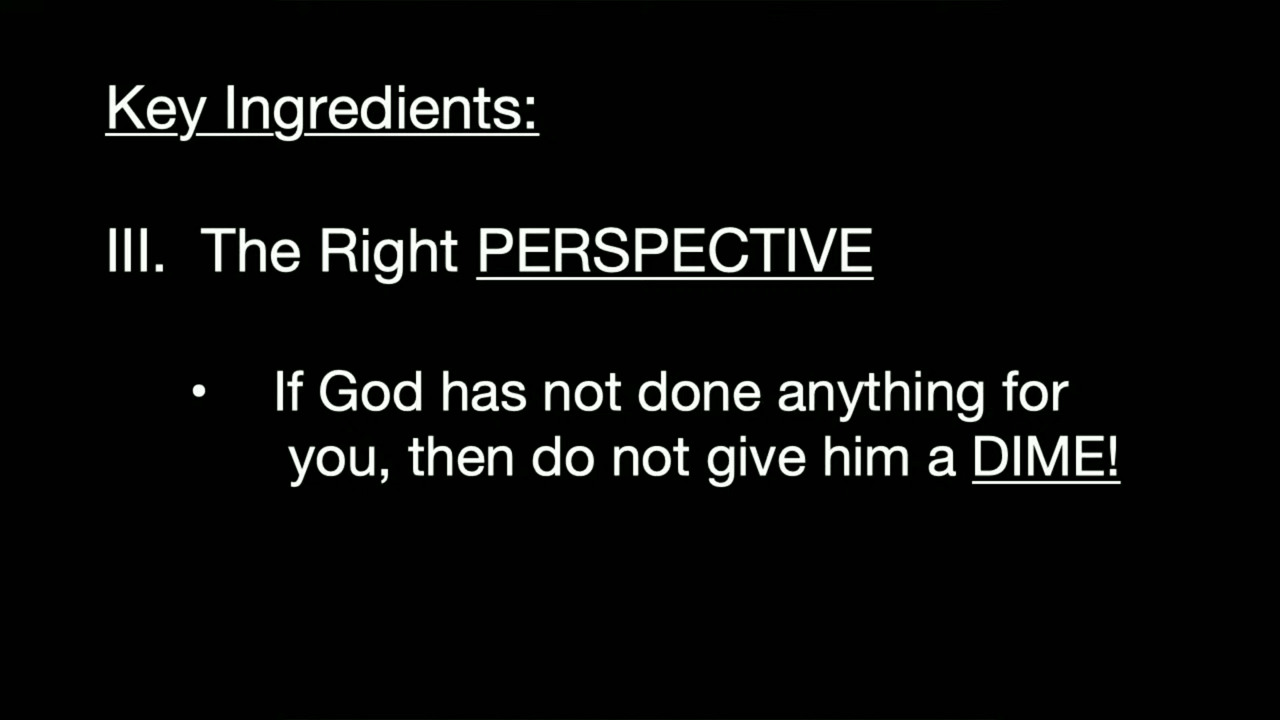 Key Ingredients:
III. The Right PERSPECTIVE
• If God has not done anything for
you, then do not give him a DIME!